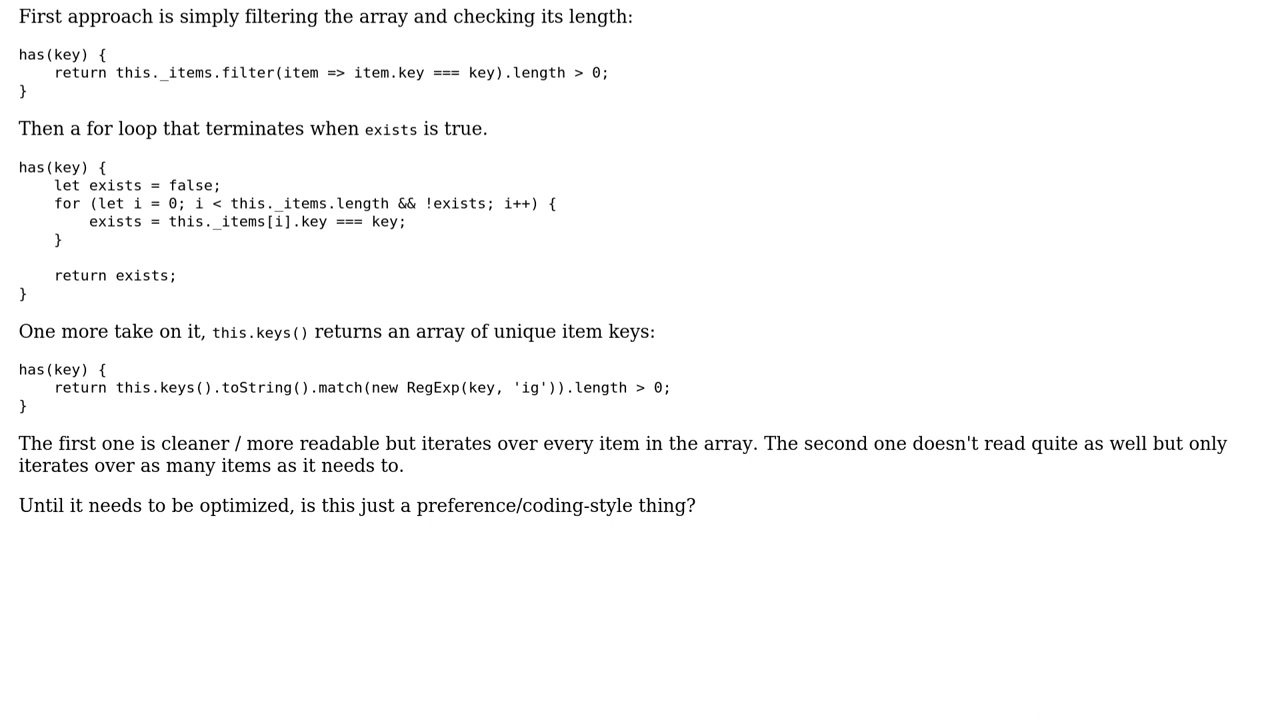 First approach is simply filtering the array and checking its length:
has(key) {
    return this._items.filter(item => item.key === key).length > 0;
}
Then a for loop that terminates when exists is true.
has(key) {
    let exists = false;
    for (let i = 0; i < this._items.length && !exists; i++) {
        exists = this._items[i].key === key;
    }

    return exists;
}
One more take on it, this.keys() returns an array of unique item keys:
has(key) {
    return this.keys().toString().match(new RegExp(key, 'ig')).length > 0;
}
The first one is cleaner / more readable but iterates over every item in the array. The second one doesn't read quite as well but only
iterates over as many items as it needs to.
Until it needs to be optimized, is this just a preference/coding-style thing?